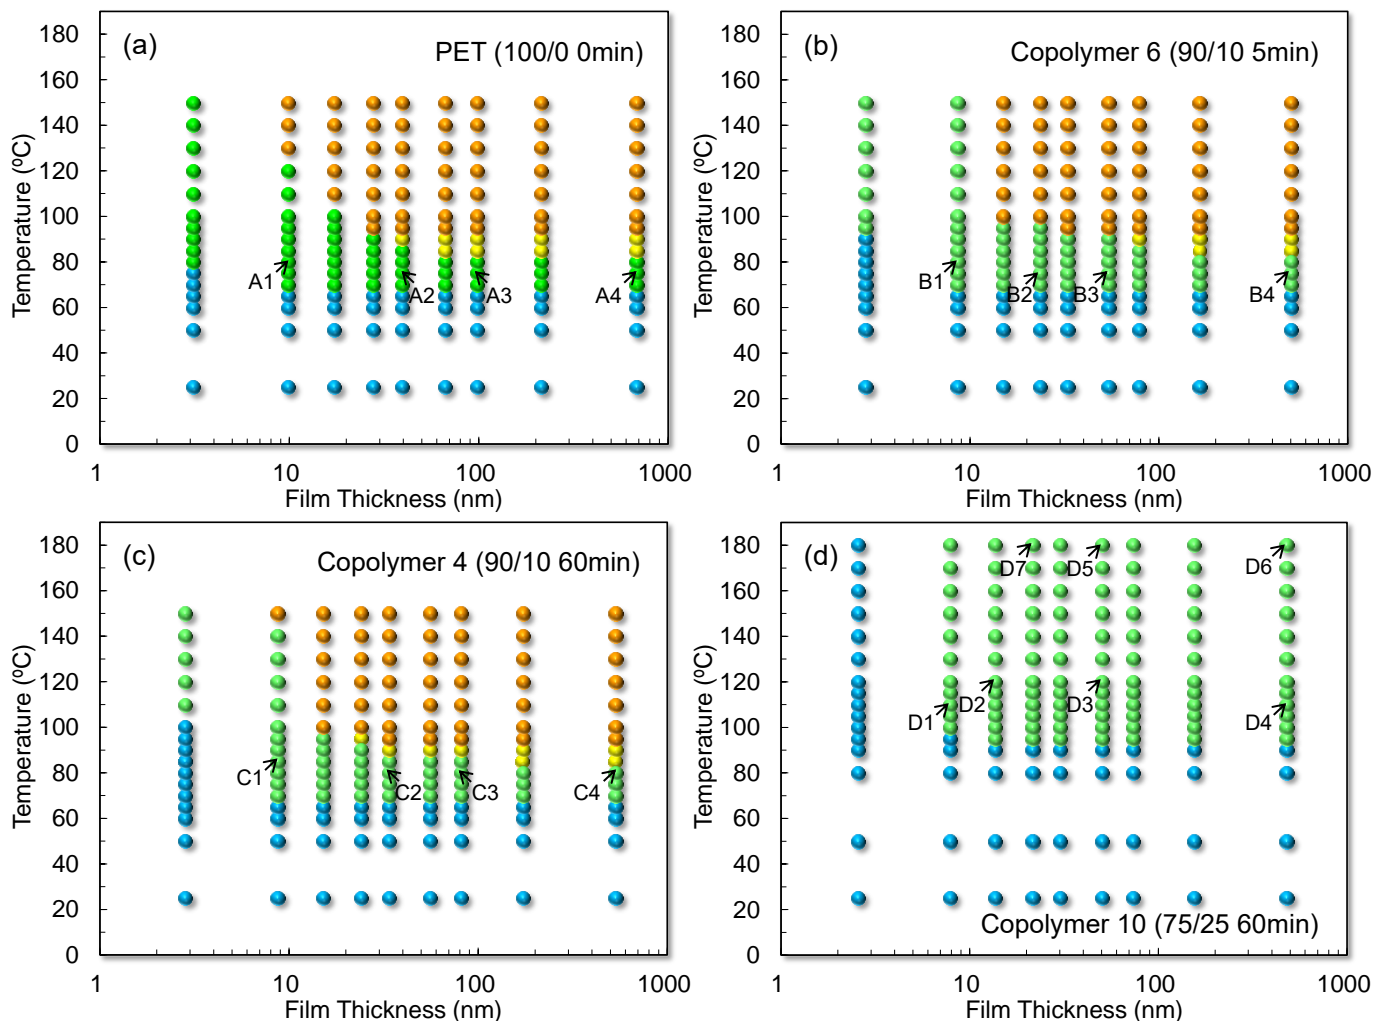 (a)
PET (100/0 0min)
180
160
140
120
100
80
60
40
20
0
Temperature (ºC)
A1
A2
A3
A4
1
10
100
1000
Film Thickness (nm)
(b)
Copolymer 6 (90/10 5min)
180
160
140
120
100
80
60
40
20
0
Temperature (ºC)
B1
B2
B3
B4
1
10
100
1000
Film Thickness (nm)
(c)
Copolymer 4 (90/10 60min)
180
160
140
120
100
80
60
40
20
0
Temperature (ºC)
C1
C2
C3
C4
1
10
100
1000
Film Thickness (nm)
(d)
180
160
140
120
100
80
60
40
20
0
Temperature (ºC)
D7
D5
D6
D2
D3
D1
D4
Copolymer 10 (75/25 60min)
1
10
100
1000
Film Thickness (nm)